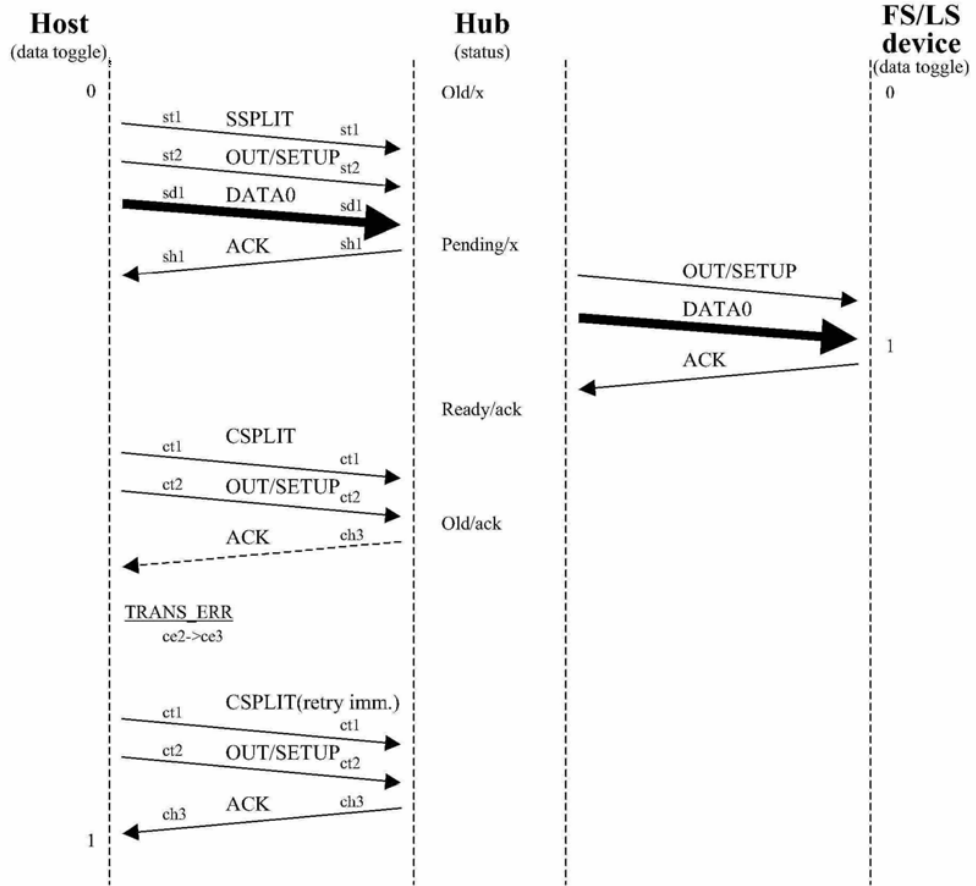 Host
(data toggle)
Hub
(status)
FS/LS
device
(data toggle)
0
Old/x
0
st1 SSPLIT st1
st2 OUT/SETUP st2
sd1 DATA0 sd1
sh1 ACK sh1
Pending/x
OUT/SETUP
DATA0
1
ACK
Ready/ack
ct1 CSPLIT ct1
ct2 OUT/SETUP ct2
Old/ack
ACK ch3
TRANS_ERR
ce2->ce3
ct1 CSPLIT(retry imm.) ct1
ct2 OUT/SETUP ct2
ch3 ACK ch3
1